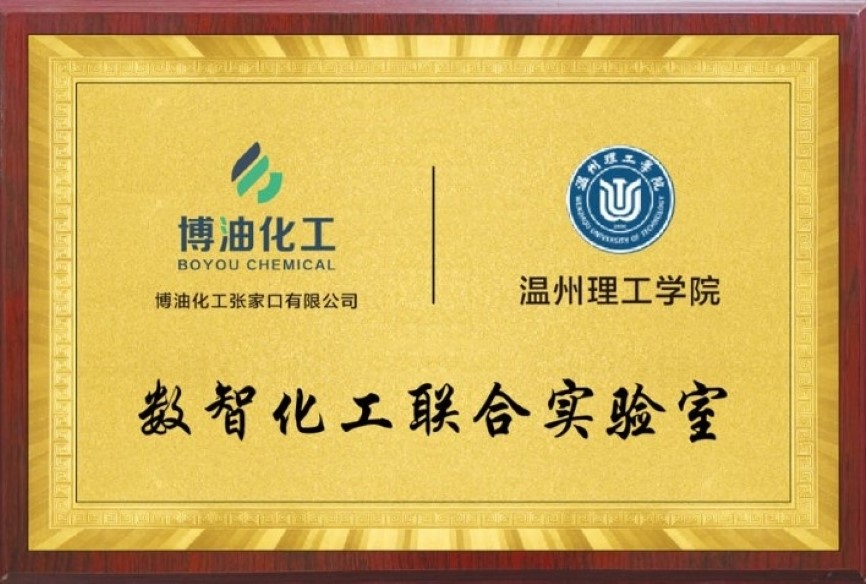 博油化工
BOYOU CHEMICAL
博油化工张家口有限公司
温州理工学院
WENZHOU UNIVERSITY OF TECHNOLOGY
温州理工学院
数智化工联合实验室